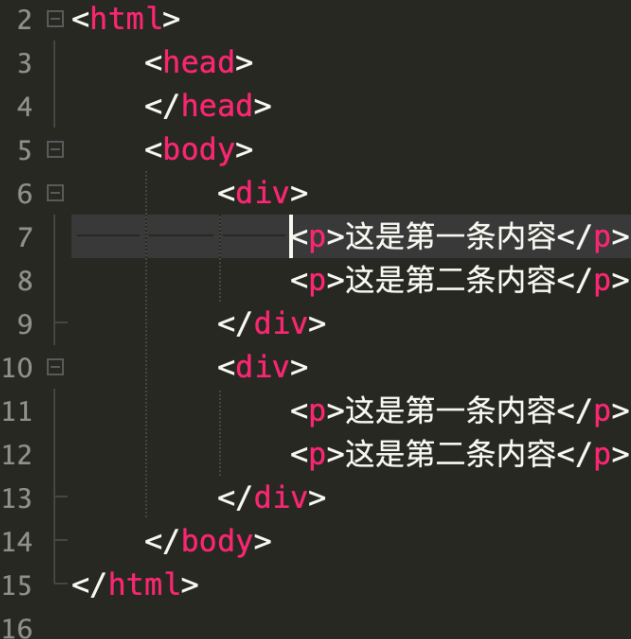 2 <html>
3 <head>
4 </head>
5 <body>
6 <div>
7 <p>这是第一条内容</p>
8 <p>这是第二条内容</p>
9 </div>
10 <div>
11 <p>这是第一条内容</p>
12 <p>这是第二条内容</p>
13 </div>
14 </body>
15 </html>
16